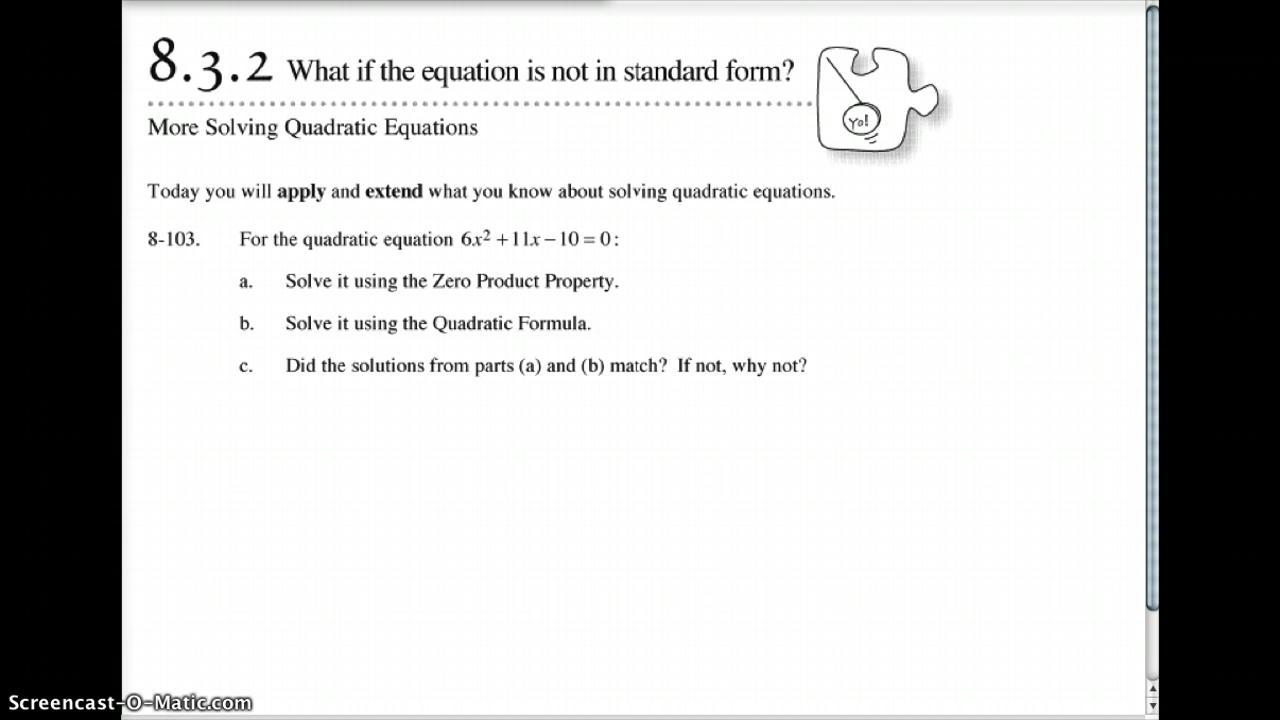 8.3.2 What if the equation is not in standard form?
Yo!
More Solving Quadratic Equations
Today you will apply and extend what you know about solving quadratic equations.
8-103. For the quadratic equation 6x² + 11x – 10 = 0:
a. Solve it using the Zero Product Property.
b. Solve it using the Quadratic Formula.
c. Did the solutions from parts (a) and (b) match? If not, why not?
Screencast-O-Matic.com